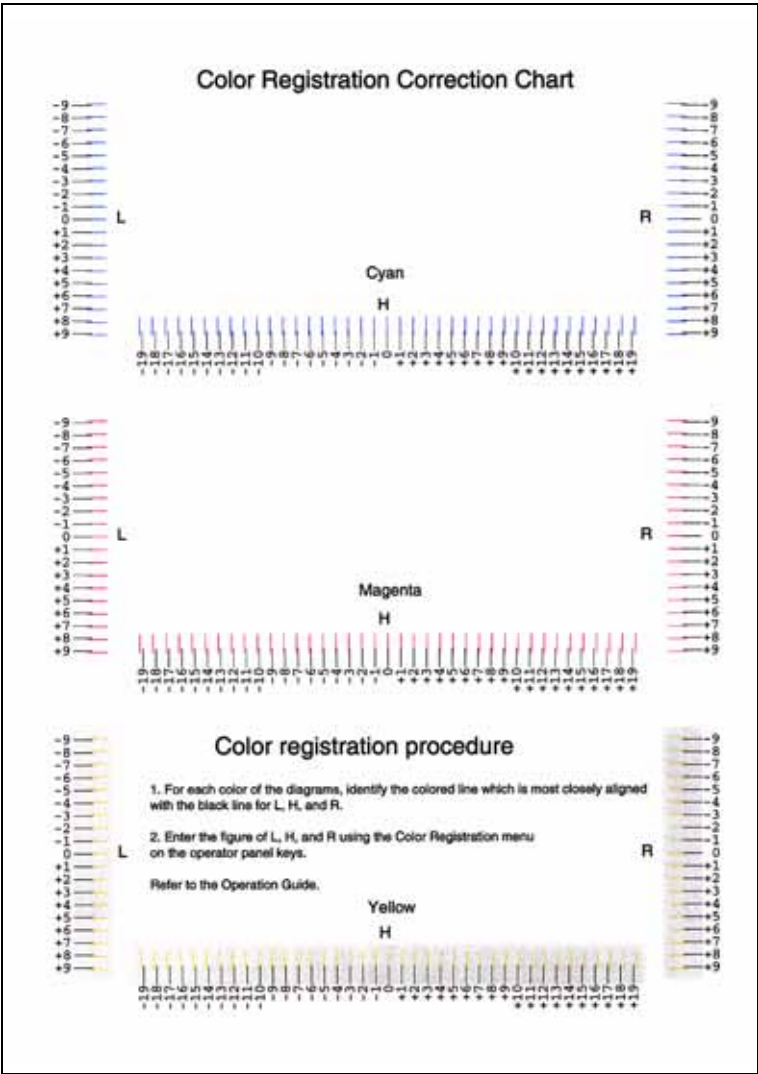 Color Registration Correction Chart
-9 -9
-8 -8
-7 -7
-6 -6
-5 -5
-4 -4
-3 -3
-2 -2
-1 -1
0 L R 0
+1 +1
+2 +2
+3 +3
+4 +4
+5 +5
+6 +6
+7 +7
+8 +8
+9 +9
Cyan
H
-19 -18 -17 -16 -15 -14 -13 -12 -11 -10 -9 -8 -7 -6 -5 -4 -3 -2 -1 0 +1 +2 +3 +4 +5 +6 +7 +8 +9 +10 +11 +12 +13 +14 +15 +16 +17 +18 +19
-9 -9
-8 -8
-7 -7
-6 -6
-5 -5
-4 -4
-3 -3
-2 -2
-1 -1
0 L R 0
+1 +1
+2 +2
+3 +3
+4 +4
+5 +5
+6 +6
+7 +7
+8 +8
+9 +9
Magenta
H
-19 -18 -17 -16 -15 -14 -13 -12 -11 -10 -9 -8 -7 -6 -5 -4 -3 -2 -1 0 +1 +2 +3 +4 +5 +6 +7 +8 +9 +10 +11 +12 +13 +14 +15 +16 +17 +18 +19
Color registration procedure
1. For each color of the diagrams, identify the colored line which is most closely aligned
with the black line for L, H, and R.
2. Enter the figure of L, H, and R using the Color Registration menu
on the operator panel keys.
Refer to the Operation Guide.
-9 -9
-8 -8
-7 -7
-6 -6
-5 -5
-4 -4
-3 -3
-2 -2
-1 -1
0 L R 0
+1 +1
+2 +2
+3 +3
+4 +4
+5 +5
+6 +6
+7 +7
+8 +8
+9 +9
Yellow
H
-19 -18 -17 -16 -15 -14 -13 -12 -11 -10 -9 -8 -7 -6 -5 -4 -3 -2 -1 0 +1 +2 +3 +4 +5 +6 +7 +8 +9 +10 +11 +12 +13 +14 +15 +16 +17 +18 +19